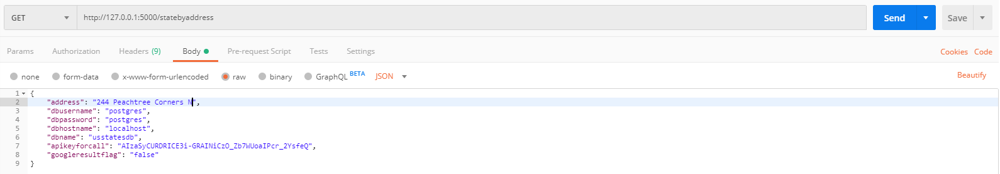 GET http://127.0.0.1:5000/statebyaddress Send Save
Params Authorization Headers (9) Body Pre-request Script Tests Settings Cookies Code
none form-data x-www-form-urlencoded raw binary GraphQL BETA JSON Beautify
1 {
2 "address": "244 Peachtree Corners N",
3 "dbusername": "postgres",
4 "dbpassword": "postgres",
5 "dbhostname": "localhost",
6 "dbname": "usstatesdb",
7 "apikeyforcall": "AIzaSyCURDRICE3i-GRAINiCzO_Zb7WUoaIPcr_2YsfeQ",
8 "googleresultflag": "false"
9 }